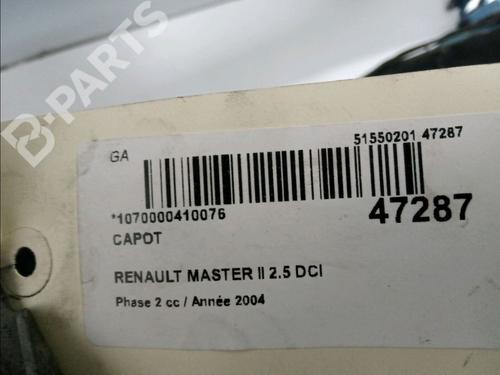 B-PARTS
GA
51550201 47287
*1070000410076
47287
CAPOT
RENAULT MASTER II 2.5 DCI
Phase 2 cc / Année 2004